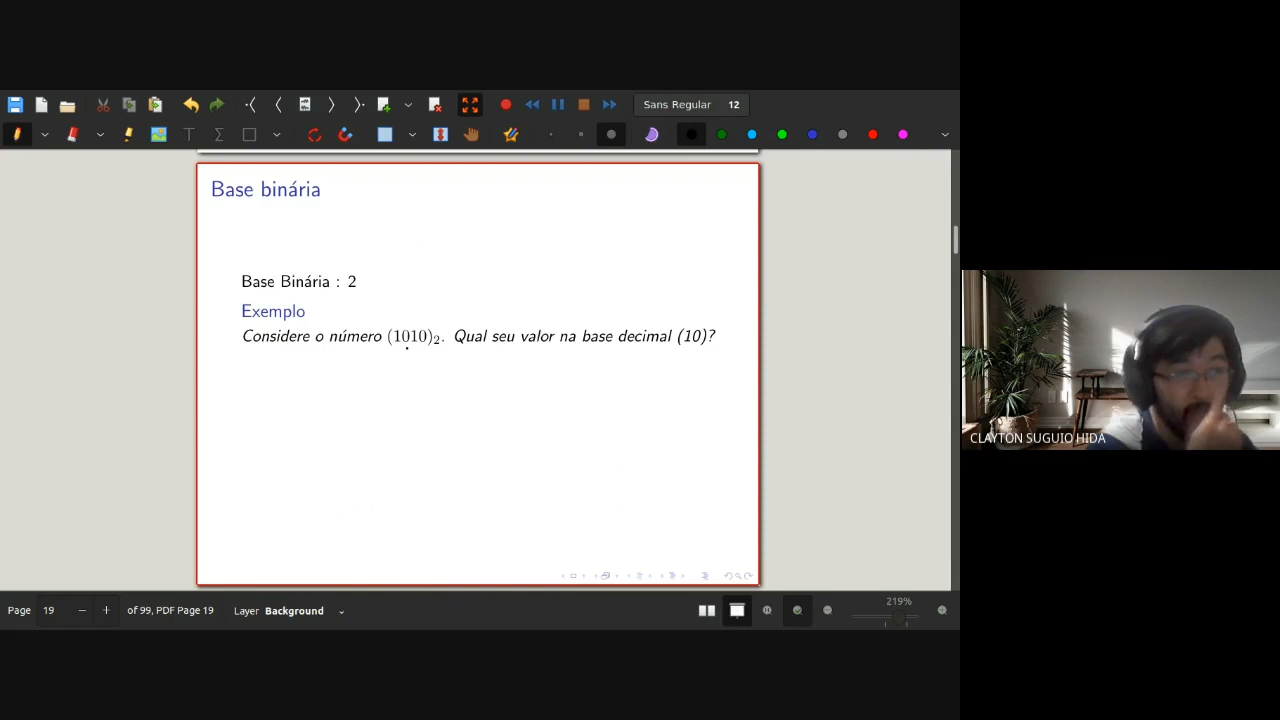 Sans Regular 12
Base binária
Base Binária : 2
Exemplo
Considere o número (1010)₂. Qual seu valor na base decimal (10)?
CLAYTON SUGUIO HIDA
Page 19 − + of 99, PDF Page 19 Layer Background 219%